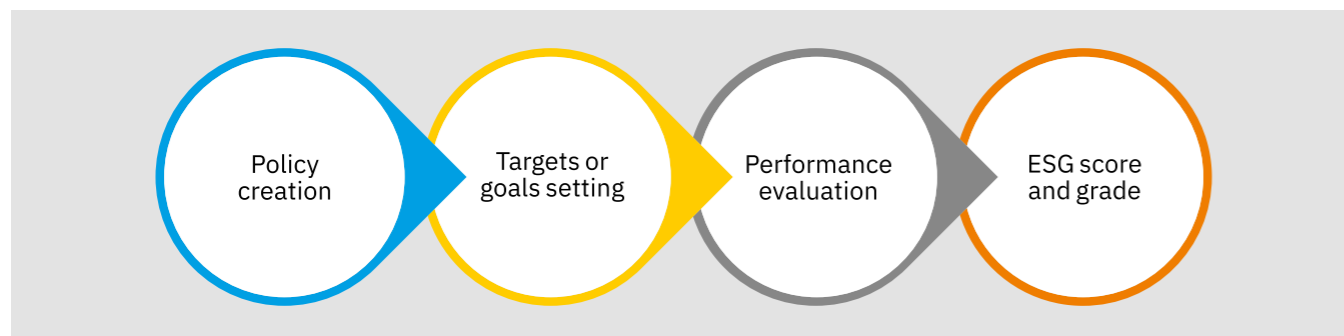 Policy
creation
Targets or
goals setting
Performance
evaluation
ESG score
and grade